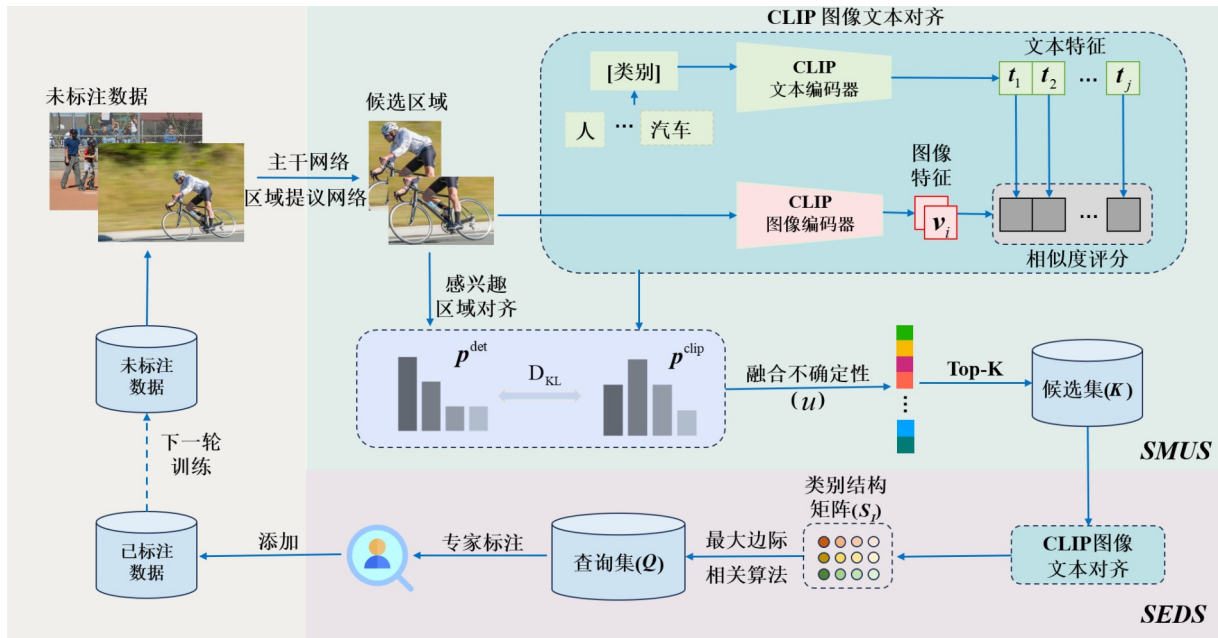 CLIP 图像文本对齐
未标注数据
候选区域
主干网络
区域提议网络
[类别]
人
...
汽车
CLIP
文本编码器
文本特征
t1 t2 ... tj
CLIP
图像编码器
图像
特征
vi
...
相似度评分
感兴趣
区域对齐
pdet
DKL
pclip
融合不确定性
(u)
Top-K
候选集(K)
SMUS
未标注
数据
下一轮
训练
已标注
数据
添加
专家标注
查询集(Q)
最大边际
相关算法
类别结构
矩阵(SI)
CLIP图像
文本对齐
SEDS